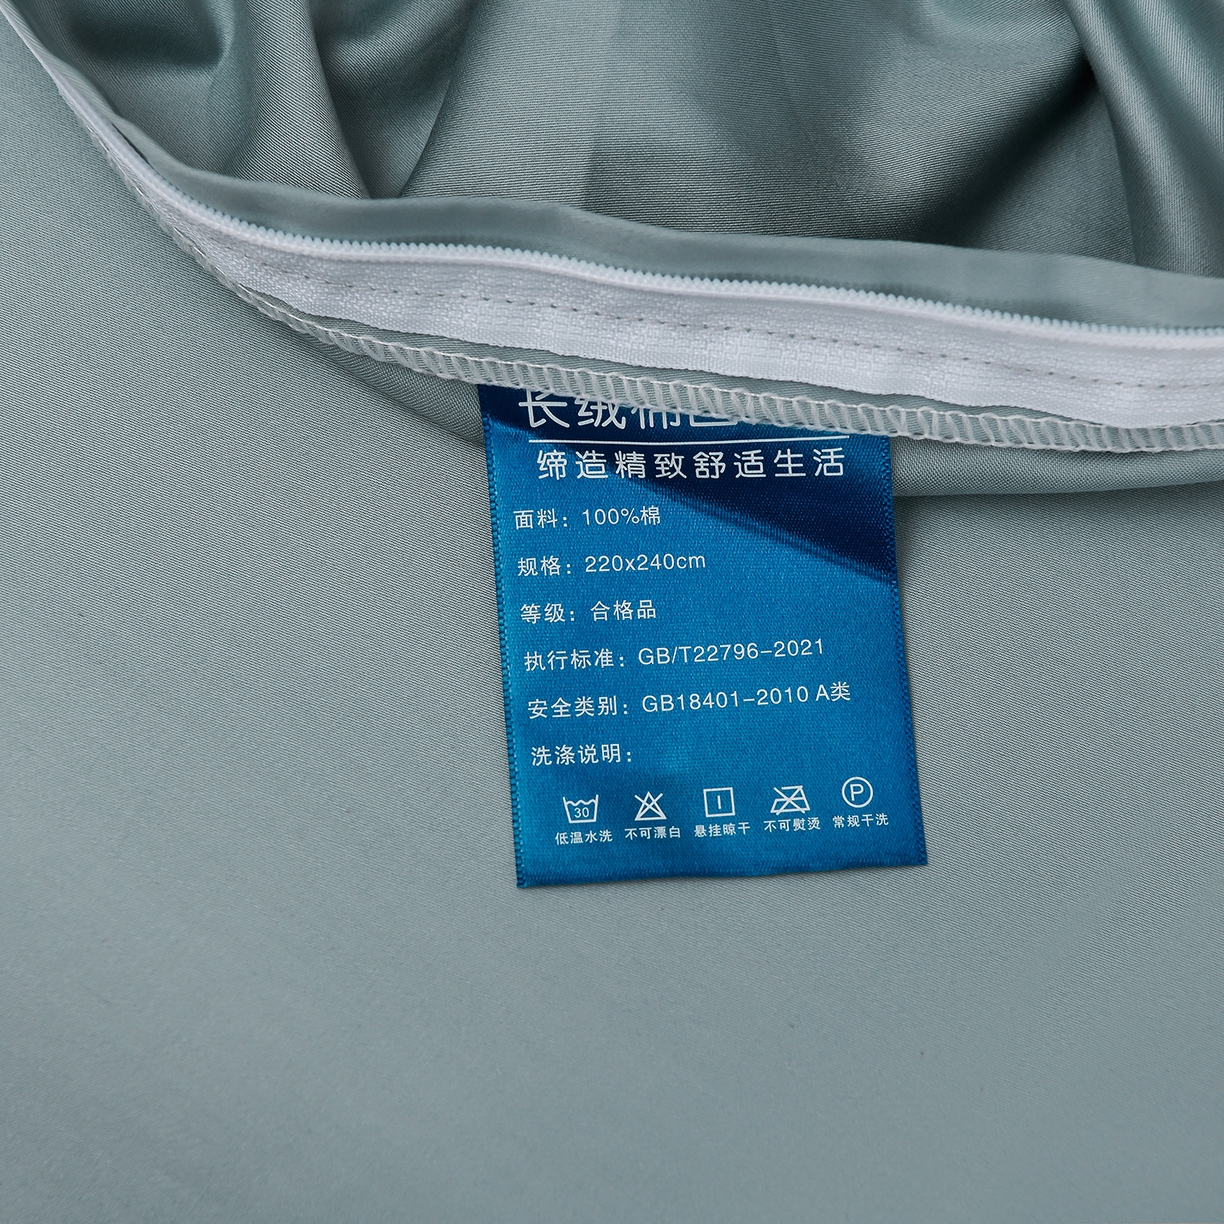 长绒棉
缔造精致舒适生活
面料：100%棉
规格：220x240cm
等级：合格品
执行标准：GB/T22796-2021
安全类别：GB18401-2010 A类
洗涤说明：
30
P
低温水洗 不可漂白 悬挂晾干 不可熨烫 常规干洗